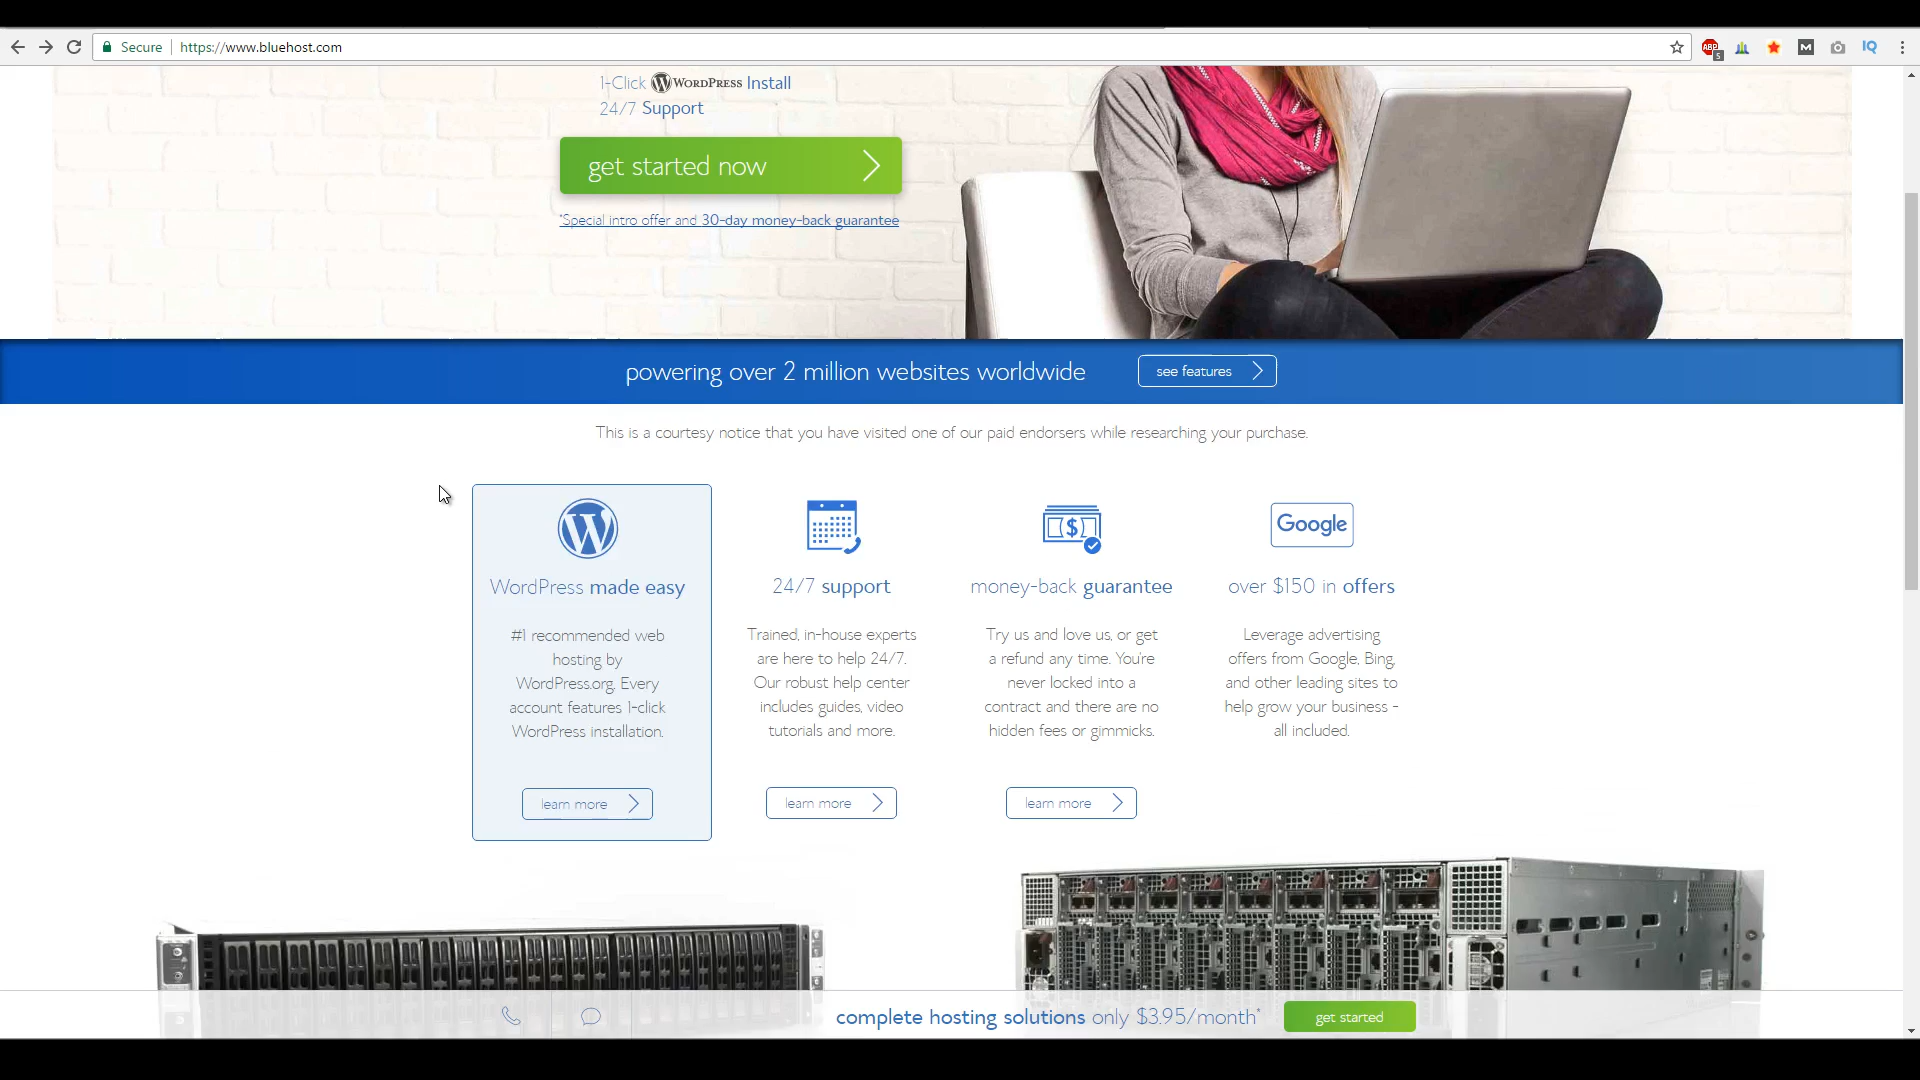 Secure | https://www.bluehost.com
ABP
5
M
IQ
1-Click WORDPRESS Install
24/7 Support
get started now
*Special intro offer and 30-day money-back guarantee
powering over 2 million websites worldwide
see features
This is a courtesy notice that you have visited one of our paid endorsers while researching your purchase.
WordPress made easy
#1 recommended web
hosting by
WordPress.org. Every
account features 1-click
WordPress installation.
learn more
24/7 support
Trained, in-house experts
are here to help 24/7.
Our robust help center
includes guides, video
tutorials and more.
learn more
$
money-back guarantee
Try us and love us, or get
a refund any time. You're
never locked into a
contract and there are no
hidden fees or gimmicks.
learn more
Google
over $150 in offers
Leverage advertising
offers from Google, Bing,
and other leading sites to
help grow your business -
all included.
complete hosting solutions only $3.95/month*
get started